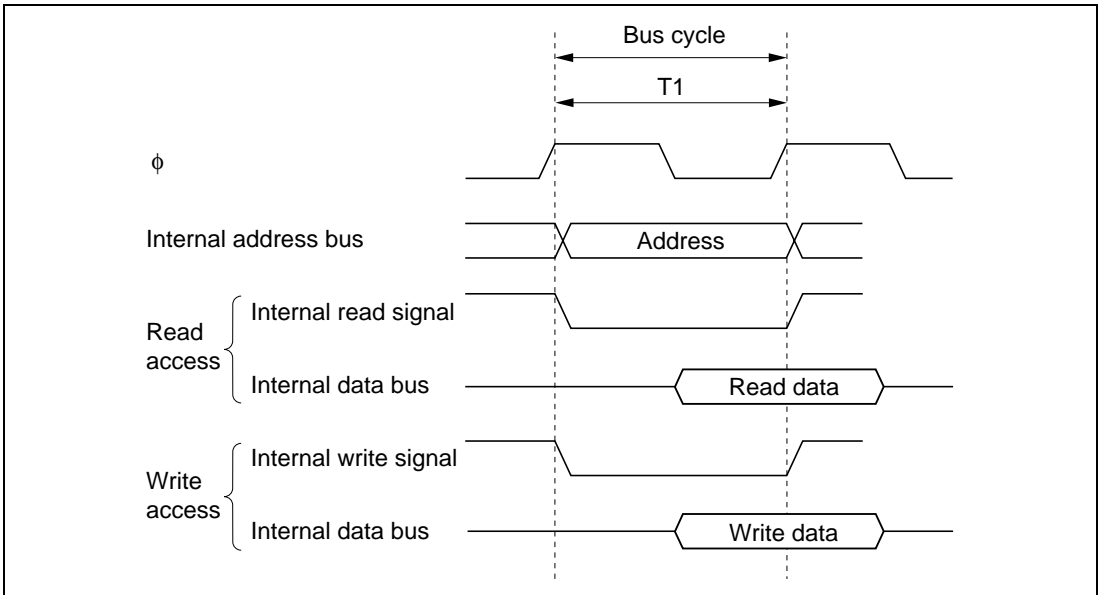 Bus cycle
T1
ϕ
Internal address bus
Address
Read
access
Internal read signal
Internal data bus
Read data
Write
access
Internal write signal
Internal data bus
Write data